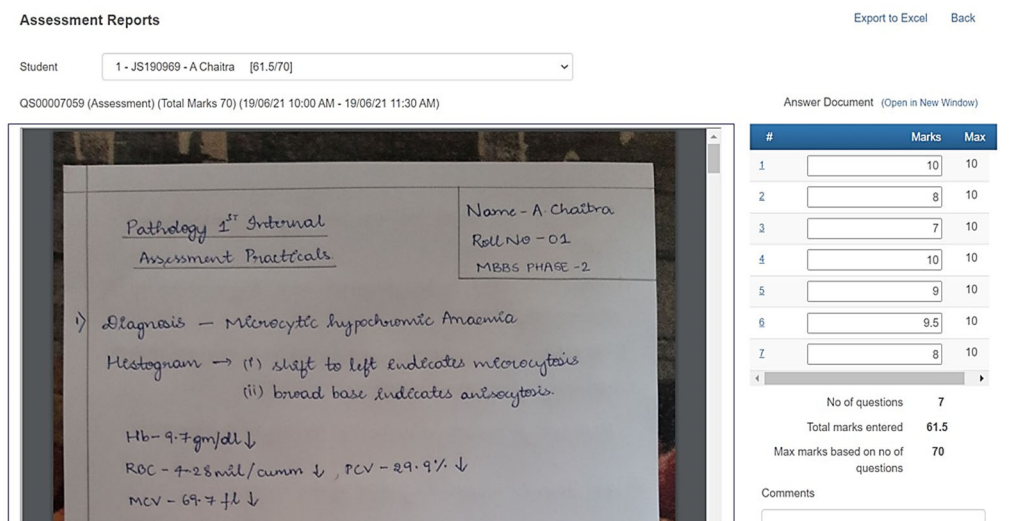 Assessment Reports
Export to Excel Back
Student 1 - JS190969 - A Chaitra [61.5/70]
QS00007059 (Assessment) (Total Marks 70) (19/06/21 10:00 AM - 19/06/21 11:30 AM)
Answer Document (Open in New Window)
Pathology 1ST Internal
Assessment Practicals
Name - A. Chaitra
Roll No - 01
MBBS PHASE - 2
1) Diagnosis - Microcytic hypochromic Anaemia
Histogram → (i) shift to left indicates microcytosis
(ii) broad base indicates anisocytosis.
Hb - 9.7 gm/dl ↓
RBC - 4.28 mil/cumm ↓, PCV - 29.9% ↓
MCV - 69.7 fl ↓
# Marks Max
1 10 10
2 8 10
3 7 10
4 10 10
5 9 10
6 9.5 10
7 8 10
No of questions 7
Total marks entered 61.5
Max marks based on no of 70
questions
Comments